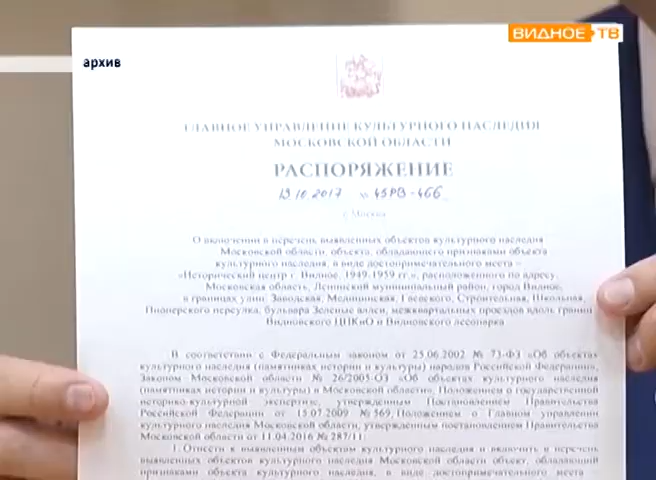 ВИДНОЕ ТВ
архив
ГЛАВНОЕ УПРАВЛЕНИЕ КУЛЬТУРНОГО НАСЛЕДИЯ
МОСКОВСКОЙ ОБЛАСТИ
РАСПОРЯЖЕНИЕ
19.10.2017 № 45РВ-466
г. Москва
О включении в перечень выявленных объектов культурного наследия
Московской области, объекта, обладающего признаками объекта
культурного наследия, в виде достопримечательного места -
«Исторический центр г. Видное, 1949-1959 гг.», расположенного по адресу:
Московская область, Ленинский муниципальный район, город Видное,
в границах улиц: Заводская, Медицинская, Гаевского, Строительная, Школьная,
Пионерского переулка, бульвара Зеленые аллеи, межквартальных проездов вдоль границ
Видновского ЦПКиО и Видновского лесопарка
В соответствии с Федеральным законом от 25.06.2002 № 73-ФЗ «Об объектах
культурного наследия (памятниках истории и культуры) народов Российской Федерации»,
Законом Московской области № 26/2005-ОЗ «Об объектах культурного наследия
(памятниках истории и культуры) в Московской области», Положением о государственной
историко-культурной экспертизе, утвержденным Постановлением Правительства
Российской Федерации от 15.07.2009 № 569, Положением о Главном управлении
культурного наследия Московской области, утвержденным постановлением Правительства
Московской области от 11.04.2016 № 287/11:
1. Отнести к выявленным объектам культурного наследия и включить в перечень
выявленных объектов культурного наследия Московской области объект, обладающий
признаками объекта культурного наследия, в виде достопримечательного места